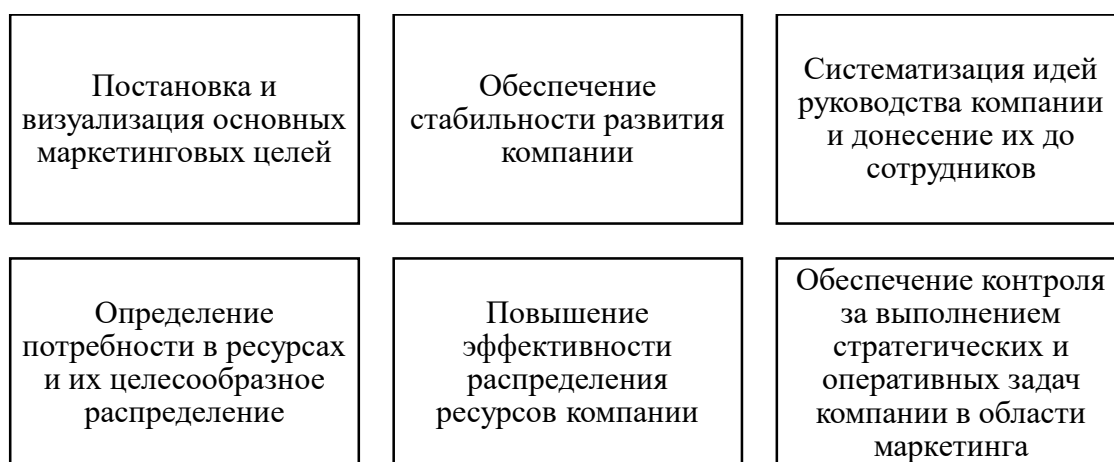 Постановка и
визуализация основных
маркетинговых целей
Обеспечение
стабильности развития
компании
Систематизация идей
руководства компании
и донесение их до
сотрудников
Определение
потребности в ресурсах
и их целесообразное
распределение
Повышение
эффективности
распределения
ресурсов компании
Обеспечение контроля
за выполнением
стратегических и
оперативных задач
компании в области
маркетинга